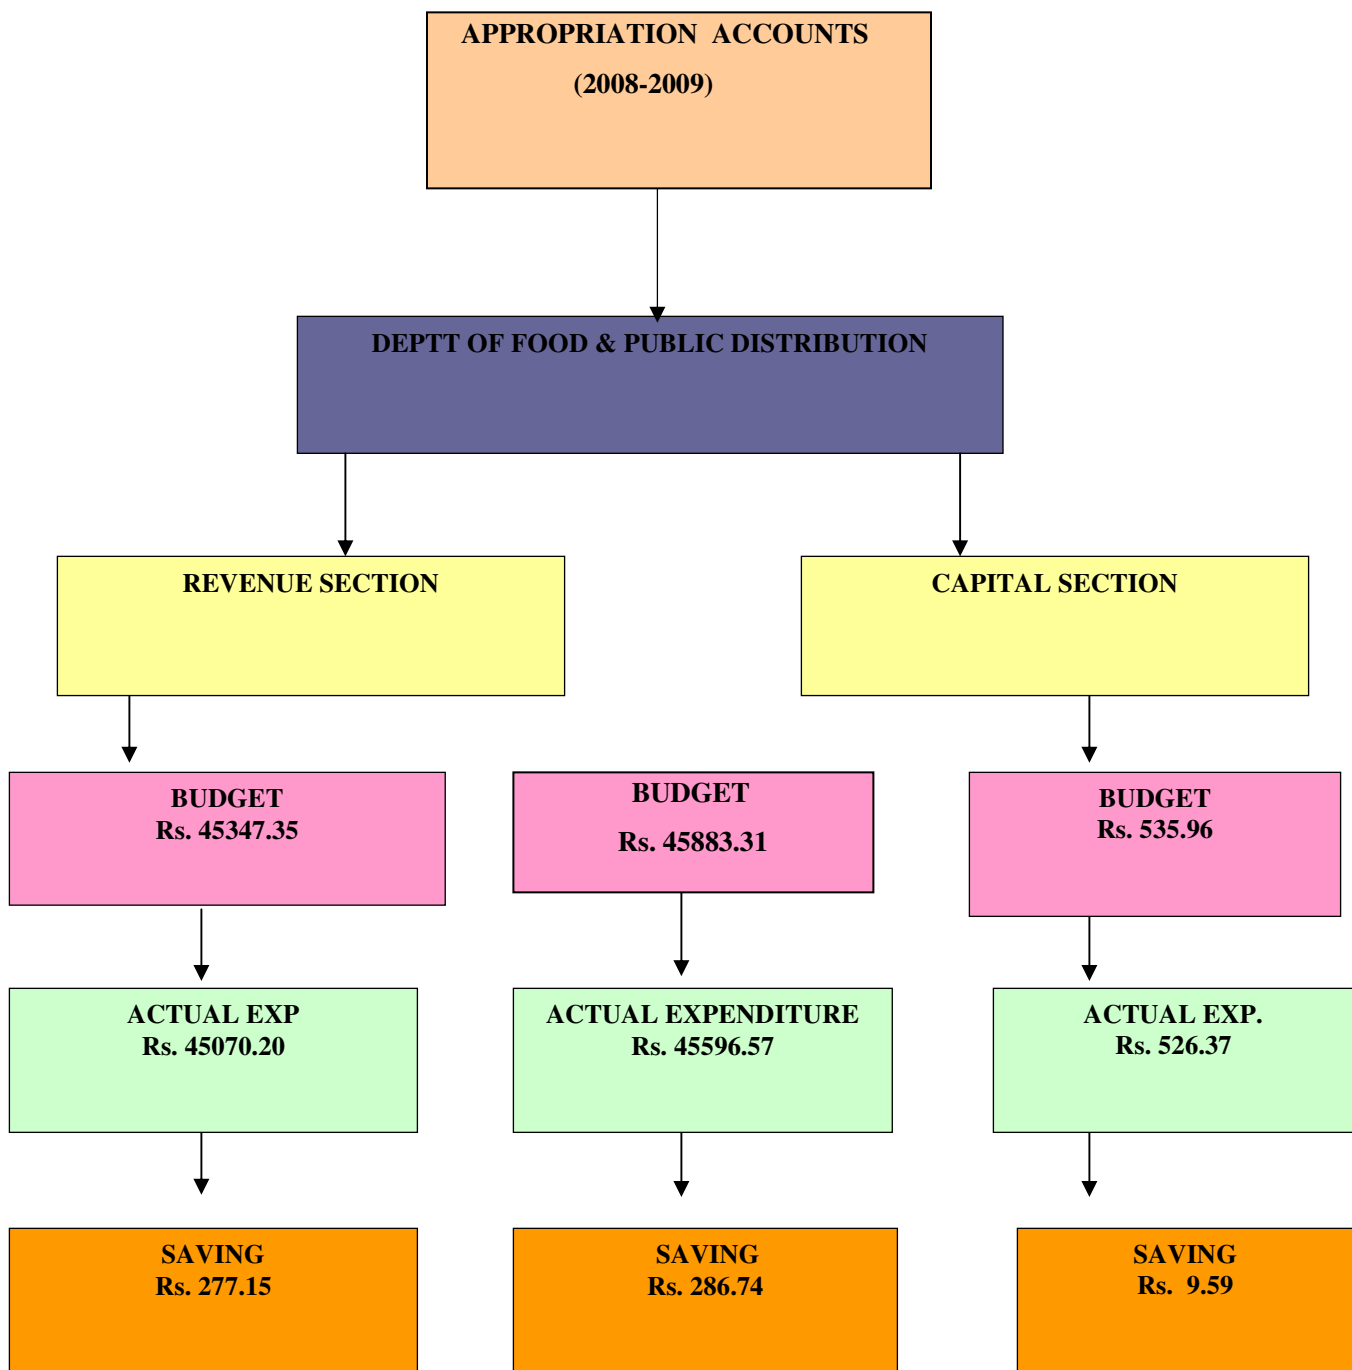 APPROPRIATION ACCOUNTS
(2008-2009)
DEPTT OF FOOD & PUBLIC DISTRIBUTION
REVENUE SECTION
CAPITAL SECTION
BUDGET
Rs. 45347.35
BUDGET
Rs. 45883.31
BUDGET
Rs. 535.96
ACTUAL EXP
Rs. 45070.20
ACTUAL EXPENDITURE
Rs. 45596.57
ACTUAL EXP.
Rs. 526.37
SAVING
Rs. 277.15
SAVING
Rs. 286.74
SAVING
Rs. 9.59